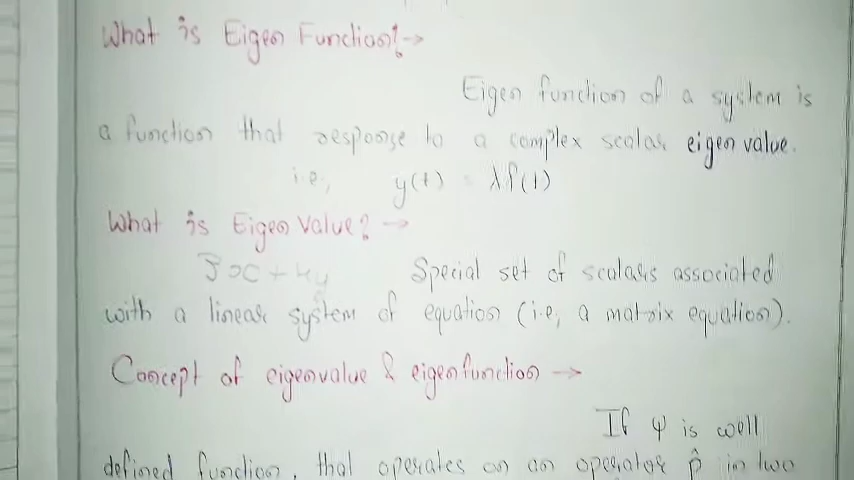 What is Eigen Function?→
Eigen function of a system is
a function that response to a complex scalar eigen value.
i.e., y(t) = λf(t)
What is Eigen Value? →
3x + 4y Special set of scalars associated
with a linear system of equation (i.e, a matrix equation).
Concept of eigenvalue & eigenfunction →
If ψ is well
defined function, that operates on an operator p̂ in two